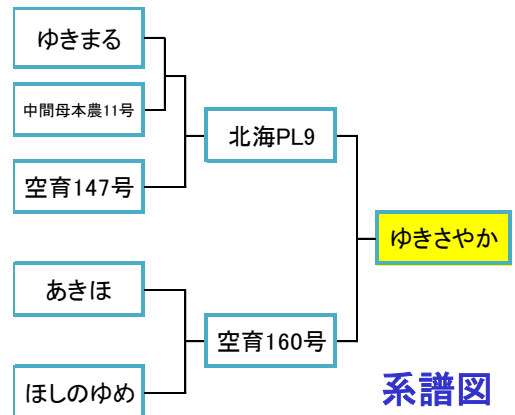 ゆきまる
中間母本農11号
北海PL9
空育147号
ゆきさやか
あきほ
空育160号
ほしのゆめ
系譜図